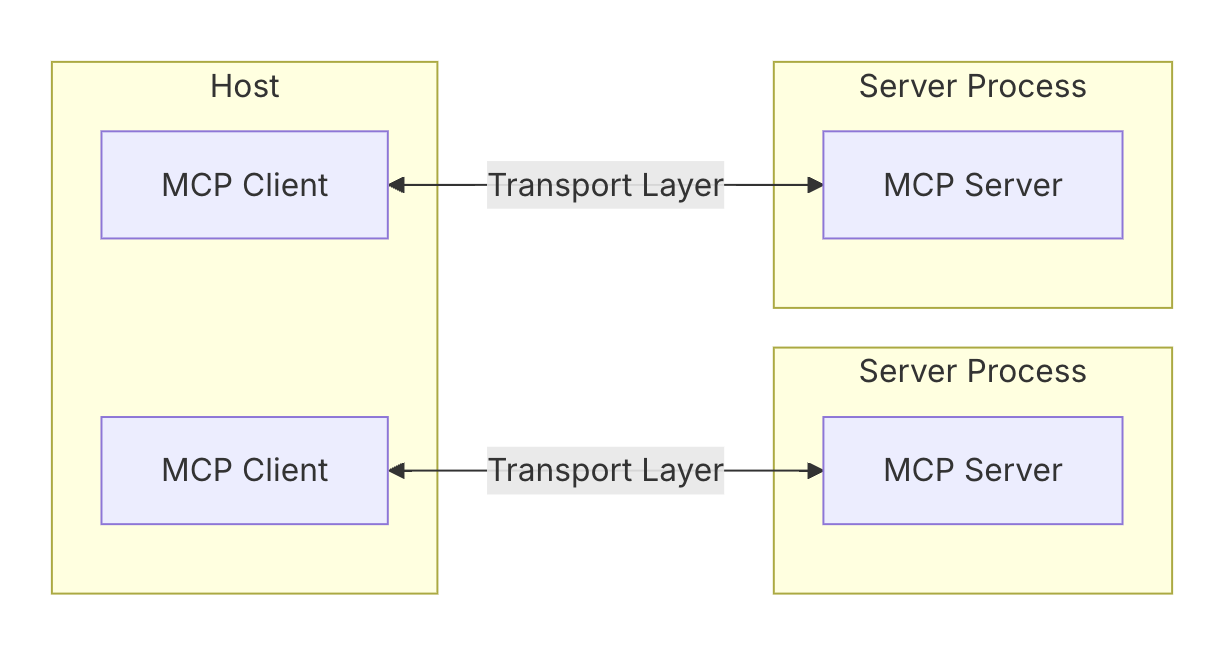 Host
Server Process
MCP Client
Transport Layer
MCP Server
Server Process
MCP Client
Transport Layer
MCP Server